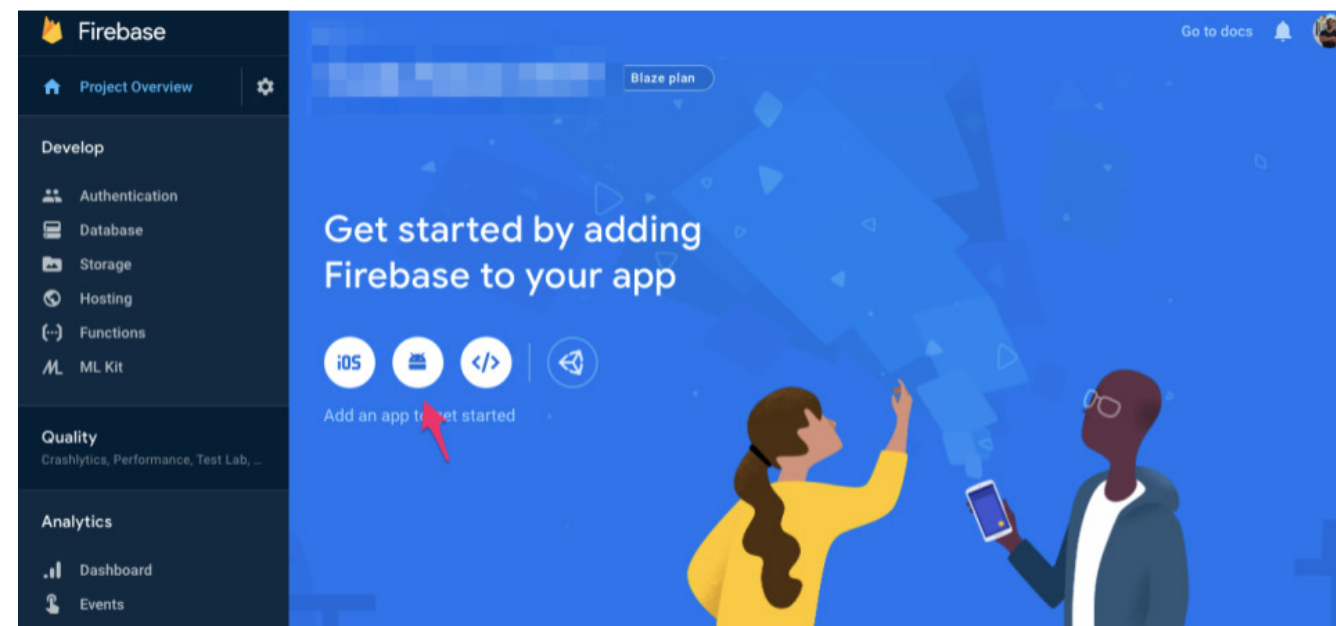 Firebase
Go to docs
Project Overview
Blaze plan
Develop
Authentication
Database
Storage
Hosting
Functions
ML Kit
Get started by adding
Firebase to your app
iOS
Add an app to get started
Quality
Crashlytics, Performance, Test Lab, ...
Analytics
Dashboard
Events